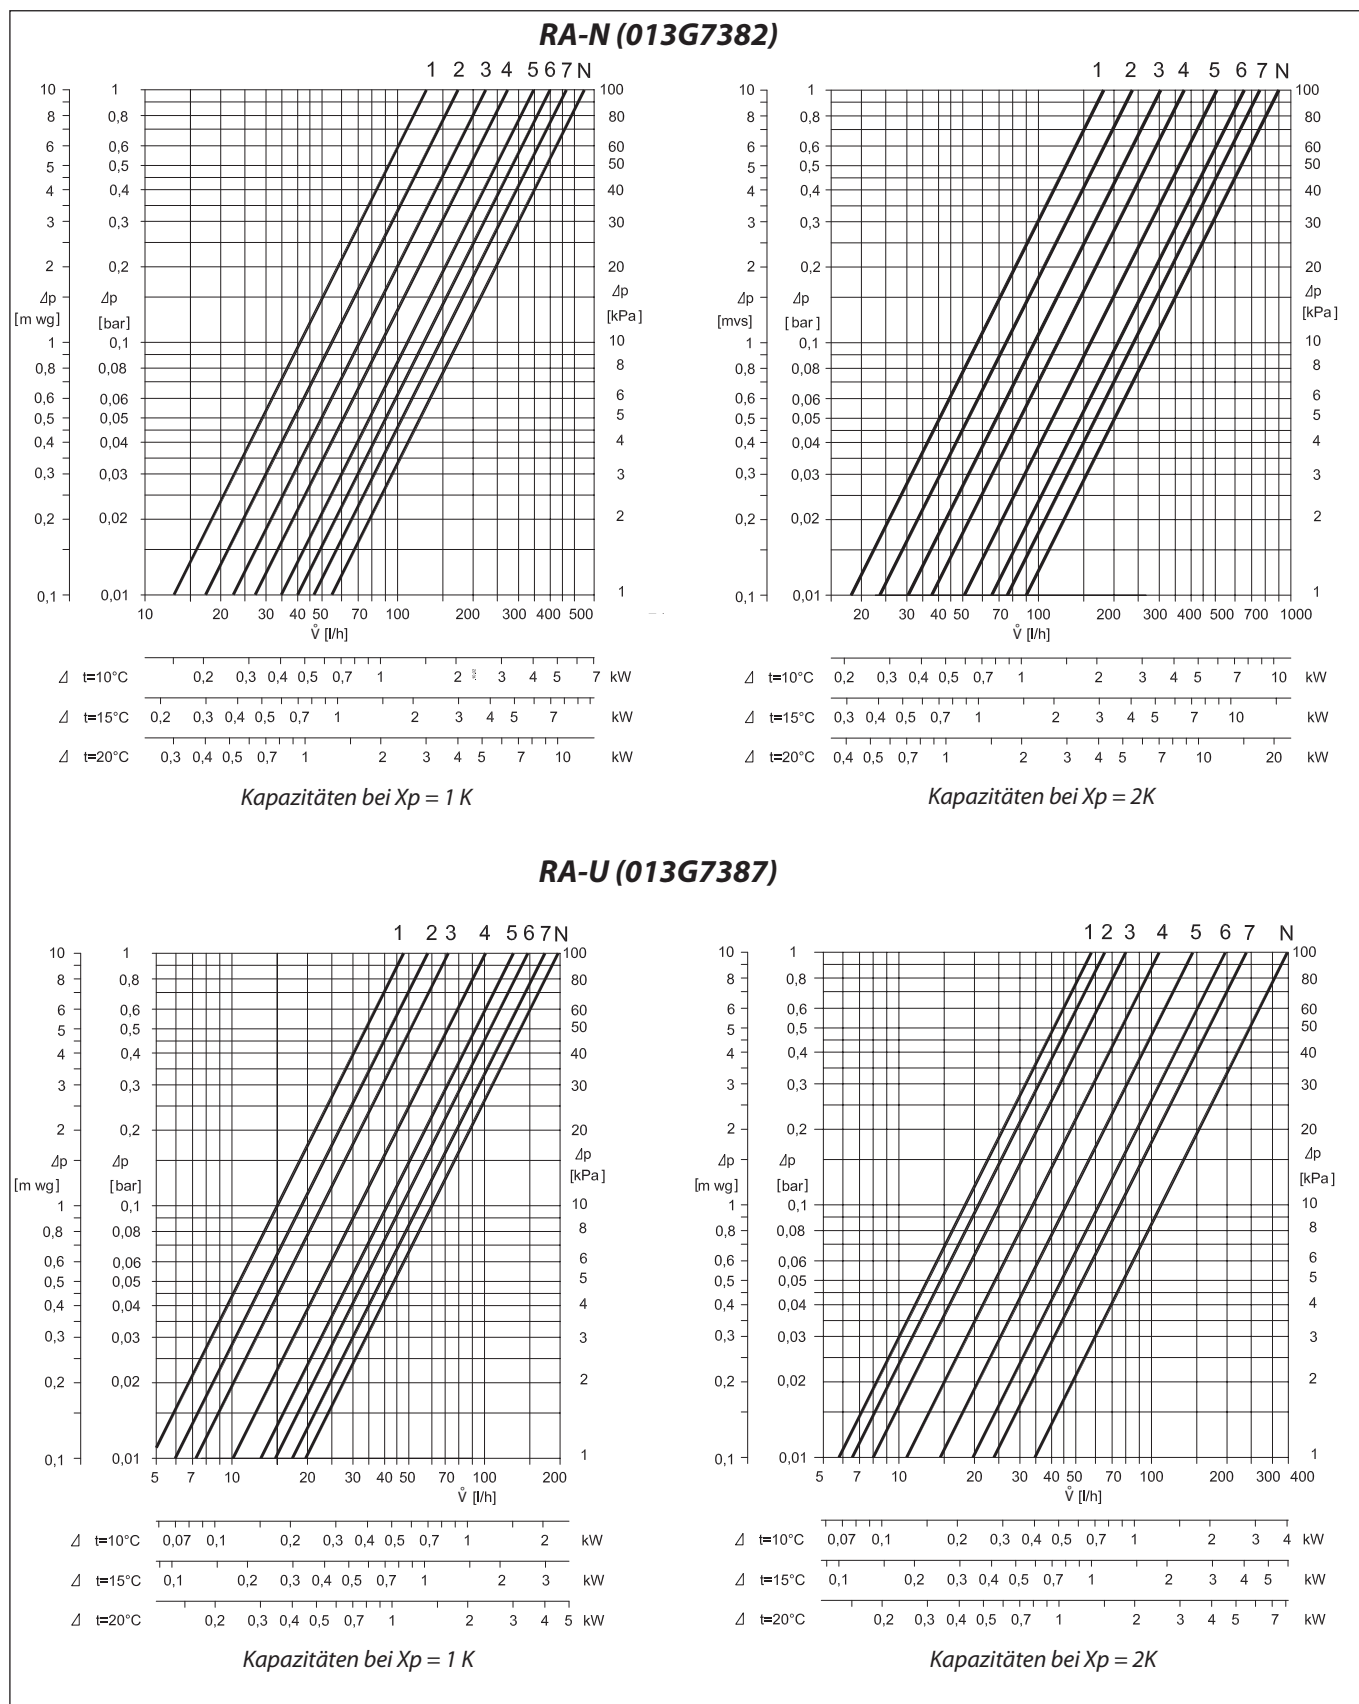 RA-N (013G7382)
1 2 3 4 5 6 7 N
10 8 6 5 4 3 2
Δp
[m wg]
1 0,8 0,6 0,5 0,4 0,3 0,2 0,1
1 0,8 0,6 0,5 0,4 0,3 0,2
Δp
[bar]
0,1 0,08 0,06 0,05 0,04 0,03 0,02 0,01
100 80 60 50 40 30 20
Δp
[kPa]
10 8 6 5 4 3 2 1
10 20 30 40 50 70 100 200 300 500
V̊ [l/h]
Δ t=10°C 0,2 0,3 0,4 0,5 0,7 1 2 3 4 5 7 kW
Δ t=15°C 0,2 0,3 0,4 0,5 0,7 1 2 3 4 5 7 kW
Δ t=20°C 0,3 0,4 0,5 0,7 1 2 3 4 5 7 10 kW
Kapazitäten bei Xp = 1 K
1 2 3 4 5 6 7 N
10 8 6 5 4 3 2
Δp
[mvs]
1 0,8 0,6 0,5 0,4 0,3 0,2 0,1
1 0,8 0,6 0,5 0,4 0,3 0,2
Δp
[bar]
0,1 0,08 0,06 0,05 0,04 0,03 0,02 0,01
100 80 60 50 40 30 20
Δp
[kPa]
10 8 6 5 4 3 2 1
20 30 40 50 70 100 200 300 400 500 700 1000
V̊ [l/h]
Δ t=10°C 0,2 0,3 0,4 0,5 0,7 1 2 3 4 5 7 10 kW
Δ t=15°C 0,3 0,4 0,5 0,7 1 2 3 4 5 7 10 kW
Δ t=20°C 0,4 0,5 0,7 1 2 3 4 5 7 10 20 kW
Kapazitäten bei Xp = 2K
RA-U (013G7387)
1 2 3 4 5 6 7 N
10 8 6 5 4 3 2
Δp
[m wg]
1 0,8 0,6 0,5 0,4 0,3 0,2 0,1
1 0,8 0,6 0,5 0,4 0,3 0,2
Δp
[bar]
0,1 0,08 0,06 0,05 0,04 0,03 0,02 0,01
100 80 60 50 40 30 20
Δp
[kPa]
10 8 6 5 4 3 2 1
5 7 10 20 30 40 50 70 100 200
V̊ [l/h]
Δ t=10°C 0,07 0,1 0,2 0,3 0,4 0,5 0,7 1 2 kW
Δ t=15°C 0,1 0,2 0,3 0,4 0,5 0,7 1 2 3 kW
Δ t=20°C 0,2 0,3 0,4 0,5 0,7 1 2 3 4 5 kW
Kapazitäten bei Xp = 1 K
1 2 3 4 5 6 7 N
10 8 6 5 4 3 2
Δp
[m wg]
1 0,8 0,6 0,5 0,4 0,3 0,2 0,1
1 0,8 0,6 0,5 0,4 0,3 0,2
Δp
[bar]
0,1 0,08 0,06 0,05 0,04 0,03 0,02 0,01
100 80 60 50 40 30 20
Δp
[kPa]
10 8 6 5 4 3 2 1
5 7 10 20 30 40 50 70 100 200 300 400
V̊ [l/h]
Δ t=10°C 0,07 0,1 0,2 0,3 0,4 0,5 0,7 1 2 3 4 kW
Δ t=15°C 0,1 0,2 0,3 0,4 0,5 0,7 1 2 3 4 5 kW
Δ t=20°C 0,2 0,3 0,4 0,5 0,7 1 2 3 4 5 7 kW
Kapazitäten bei Xp = 2K